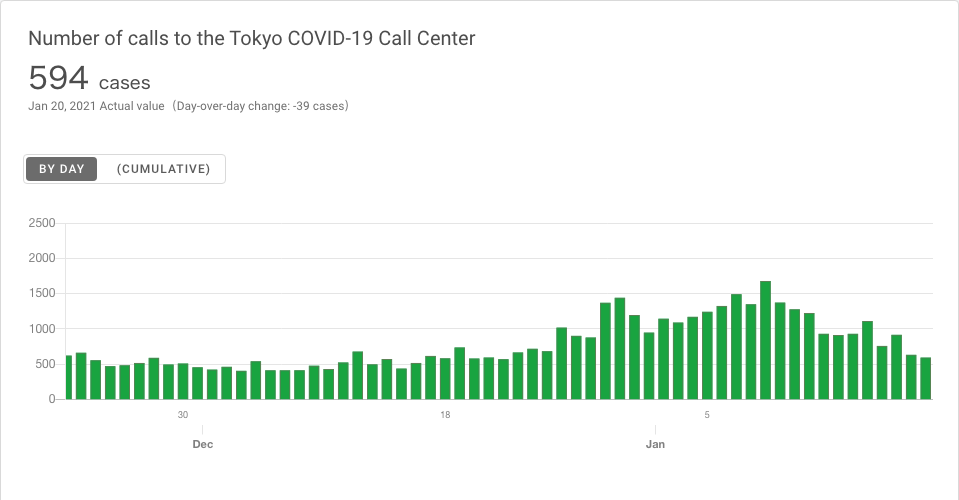 Number of calls to the Tokyo COVID-19 Call Center
594 cases
Jan 20, 2021 Actual value（Day-over-day change: -39 cases）
BY DAY (CUMULATIVE)
2500
2000
1500
1000
500
0
30 18 5
Dec Jan